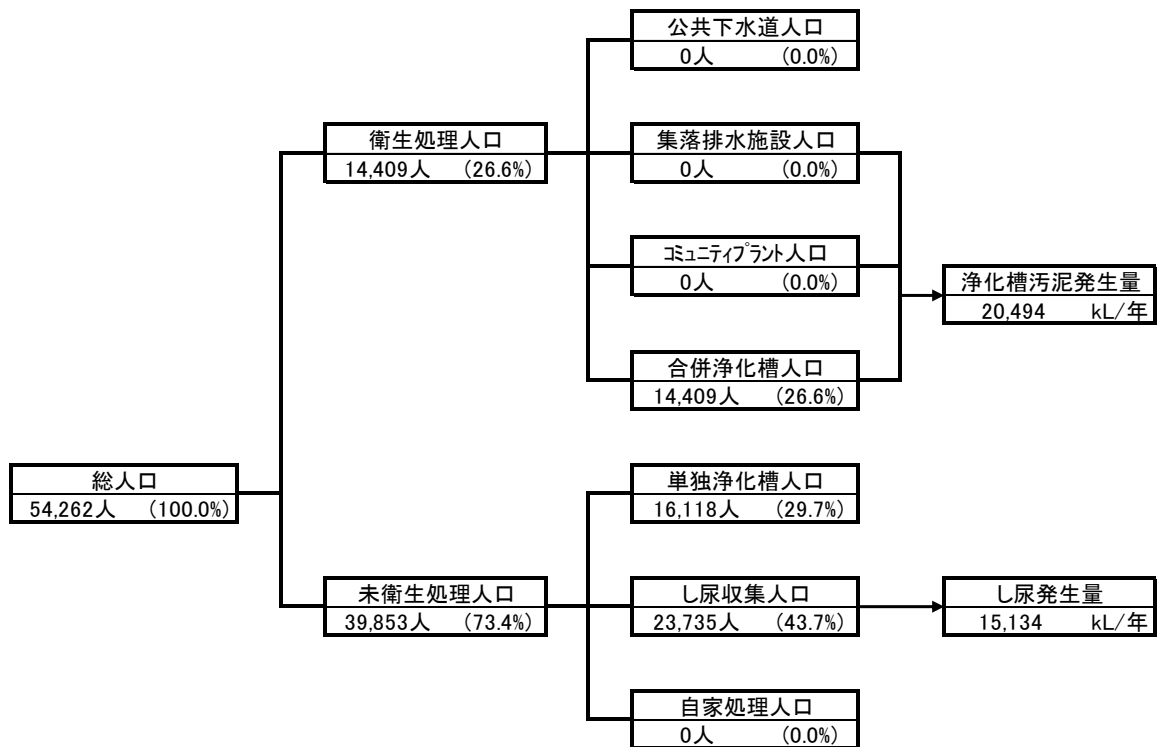 公共下水道人口
0人 (0.0%)
衛生処理人口
14,409人 (26.6%)
集落排水施設人口
0人 (0.0%)
コミュニティプラント人口
0人 (0.0%)
浄化槽汚泥発生量
20,494 kL/年
合併浄化槽人口
14,409人 (26.6%)
総人口
54,262人 (100.0%)
単独浄化槽人口
16,118人 (29.7%)
未衛生処理人口
39,853人 (73.4%)
し尿収集人口
23,735人 (43.7%)
し尿発生量
15,134 kL/年
自家処理人口
0人 (0.0%)